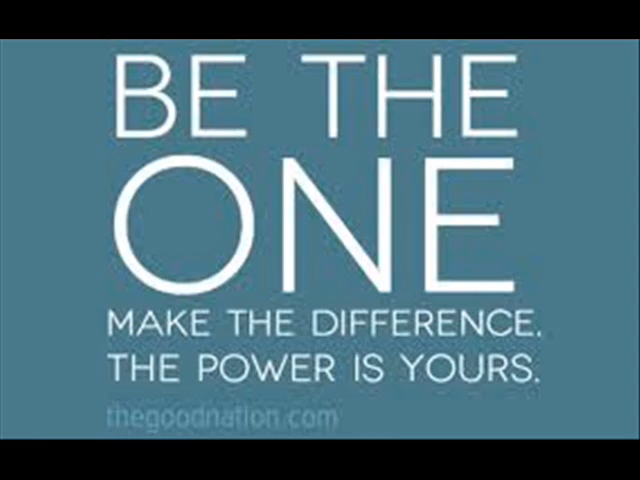 BE THE
ONE
MAKE THE DIFFERENCE.
THE POWER IS YOURS.
thegoodnation.com